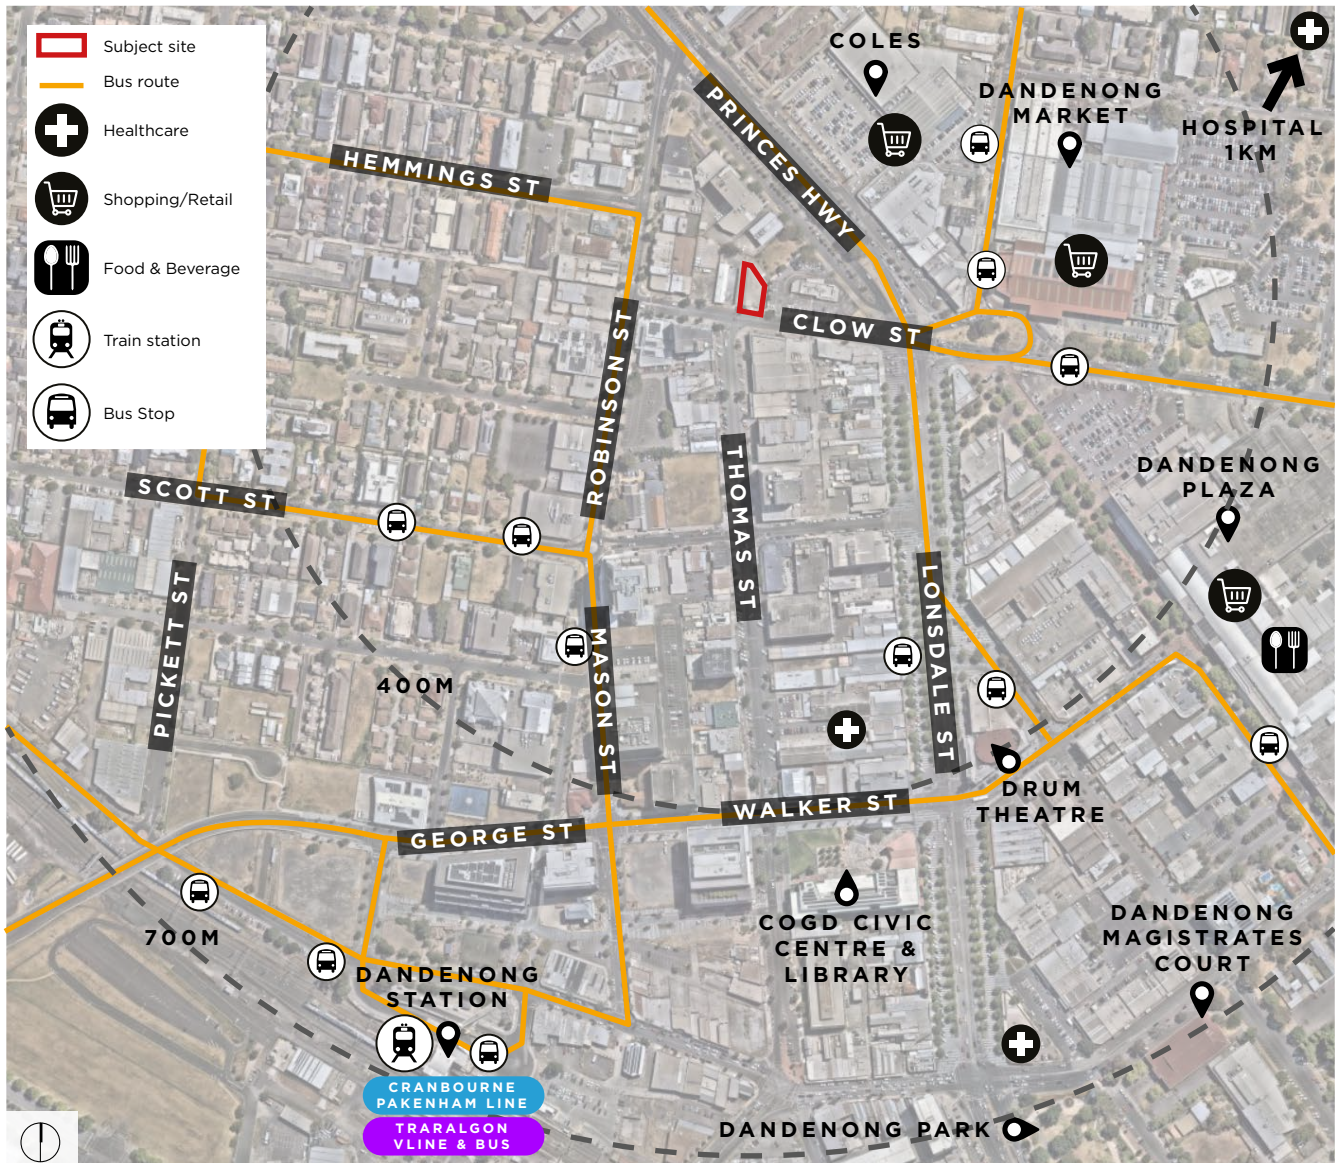 Subject site
Bus route
Healthcare
Shopping/Retail
Food & Beverage
Train station
Bus Stop
COLES
DANDENONG
MARKET
HOSPITAL
1KM
PRINCES HWY
HEMMINGS ST
CLOW ST
ROBINSON ST
THOMAS ST
SCOTT ST
DANDENONG
PLAZA
PICKETT ST
MASON ST
LONSDALE ST
400M
DRUM
THEATRE
WALKER ST
GEORGE ST
COGD CIVIC
CENTRE &
LIBRARY
DANDENONG
MAGISTRATES
COURT
700M
DANDENONG
STATION
CRANBOURNE
PAKENHAM LINE
TRARALGON
VLINE & BUS
DANDENONG PARK